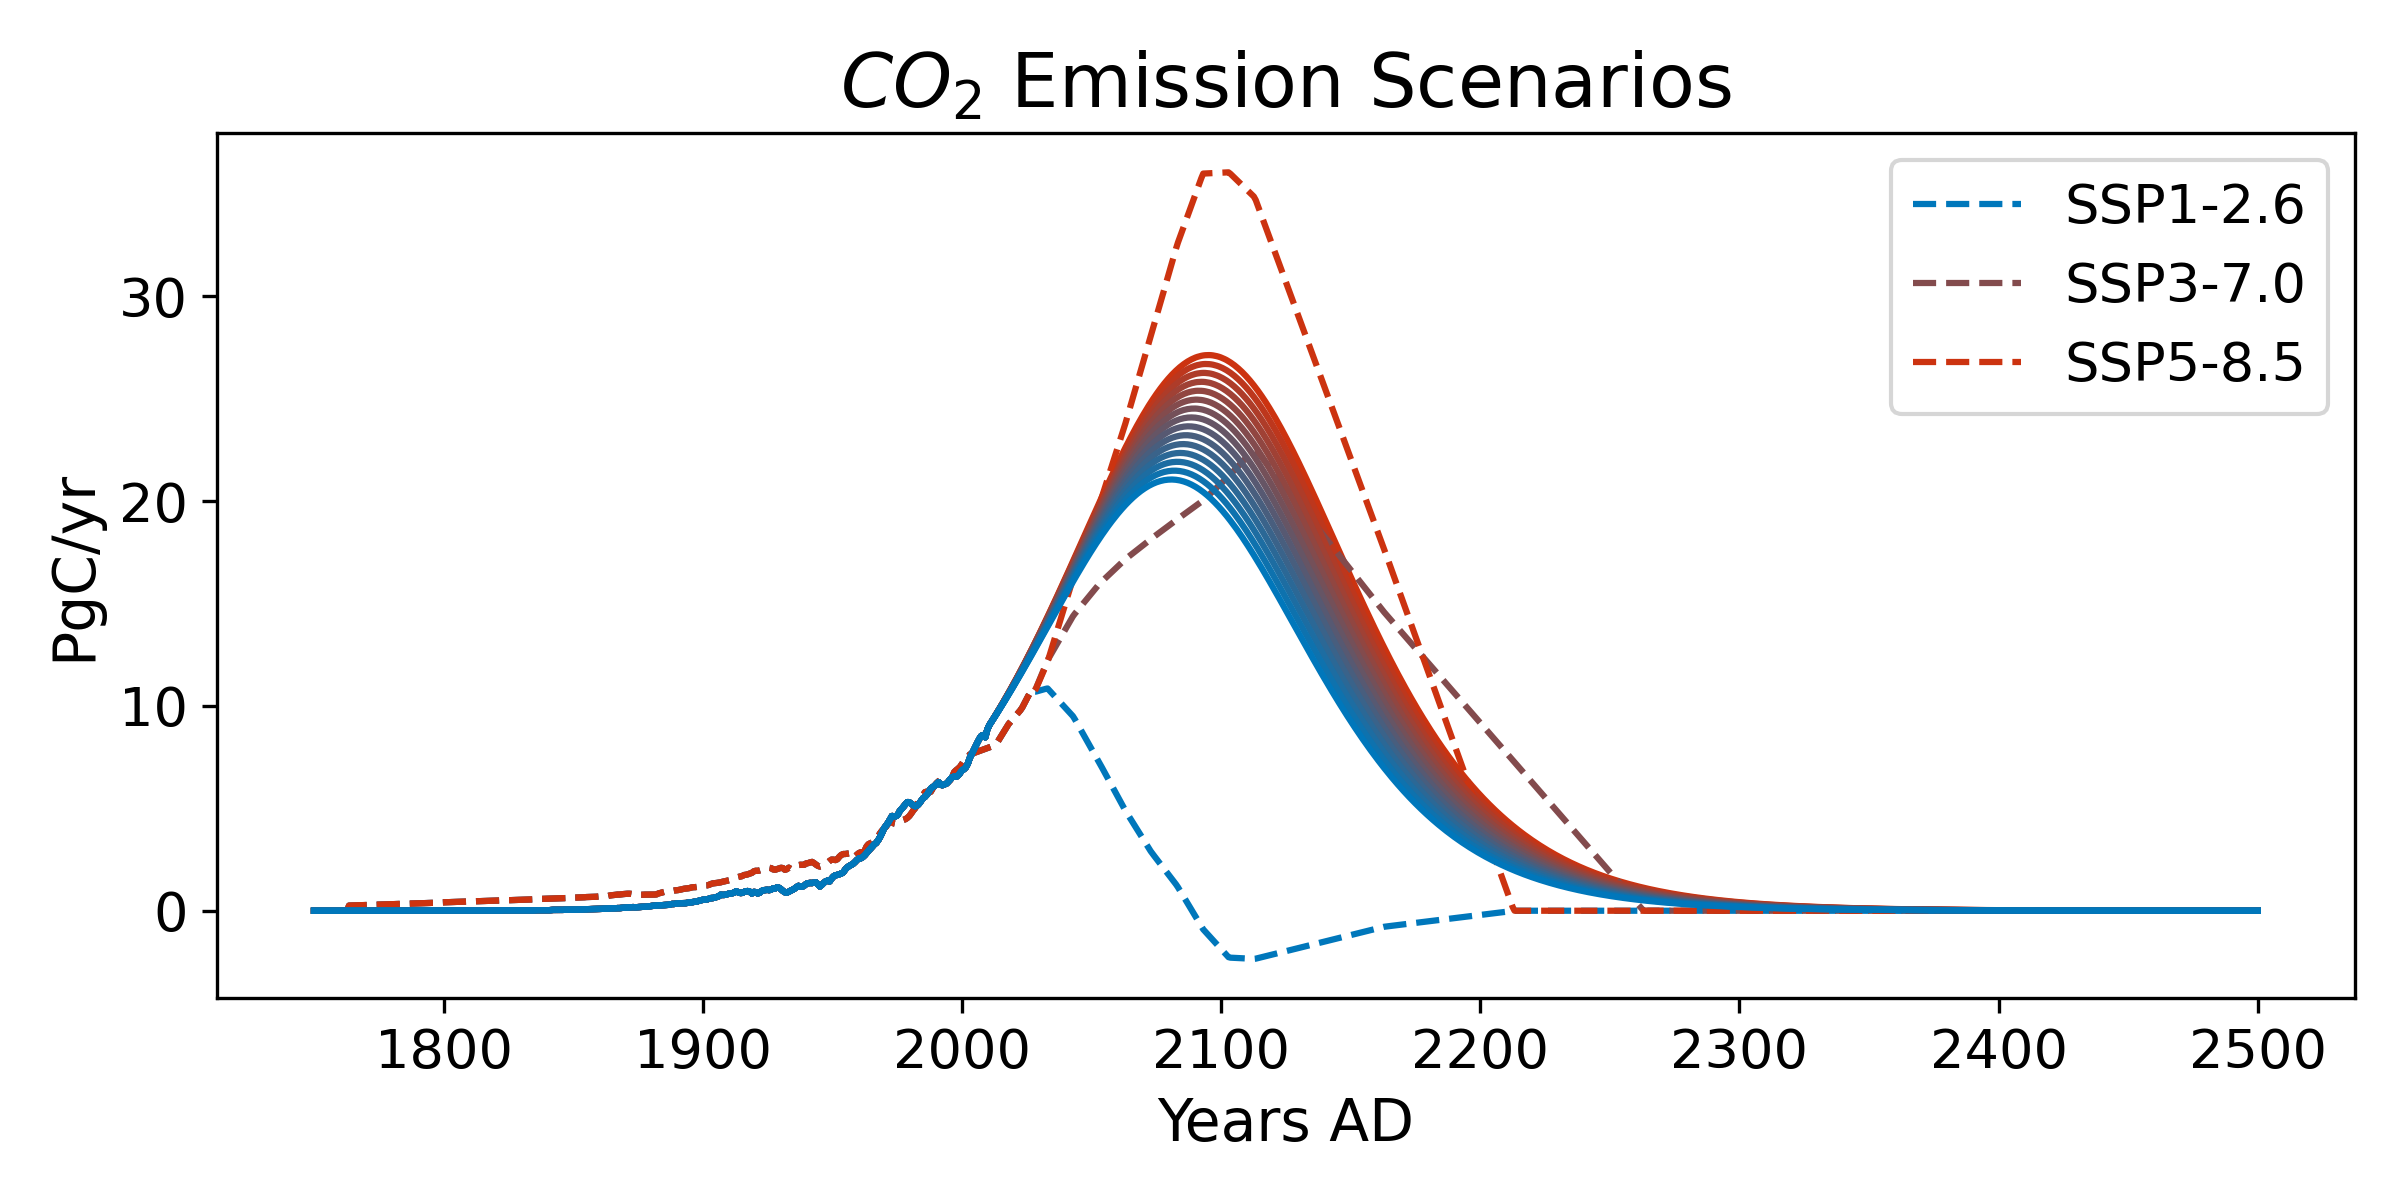 CO₂ Emission Scenarios
SSP1-2.6
SSP3-7.0
SSP5-8.5
PgC/yr
30
20
10
0
1800 1900 2000 2100 2200 2300 2400 2500
Years AD